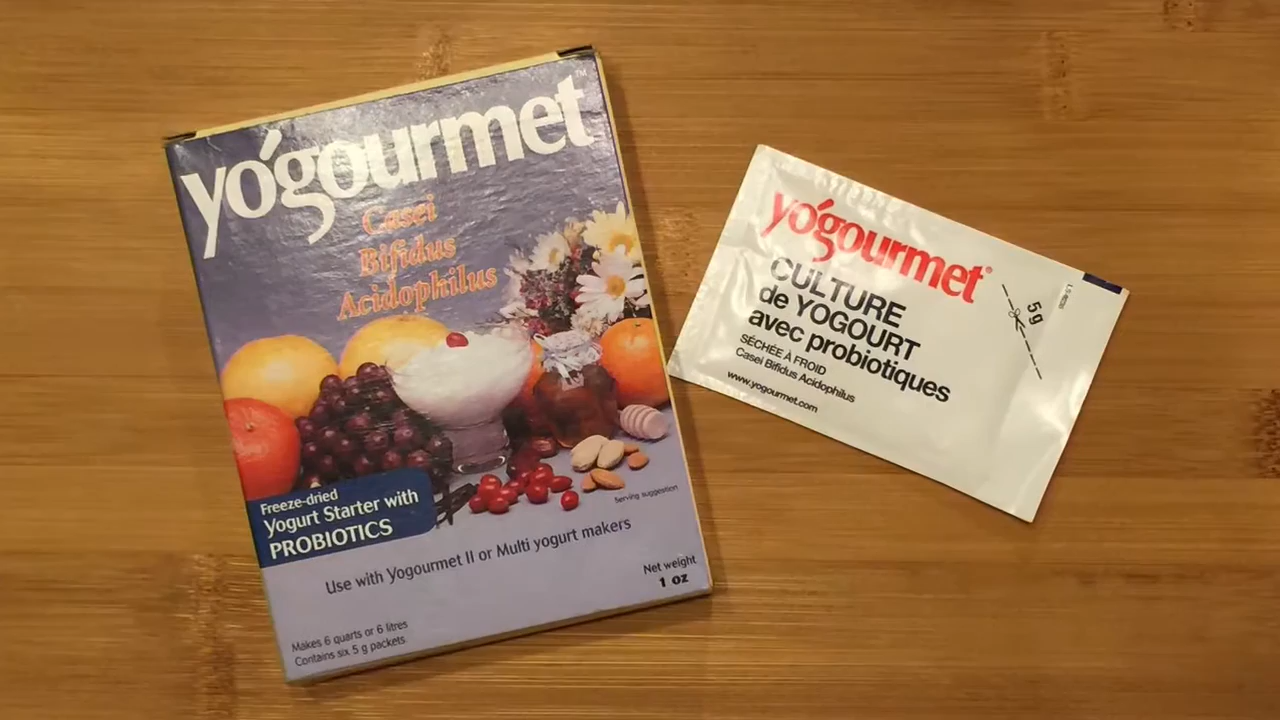 yógourmet™
Casei
Bifidus
Acidophilus
Freeze-dried
Yogurt Starter with
PROBIOTICS
Serving suggestion
Use with Yogourmet II or Multi yogurt makers
Net weight
1 oz
Makes 6 quarts or 6 litres
Contains six 5 g packets
yógourmet®
CULTURE
de YOGOURT
avec probiotiques
SÉCHÉE À FROID
Casei Bifidus Acidophilus
www.yogourmet.com
5g